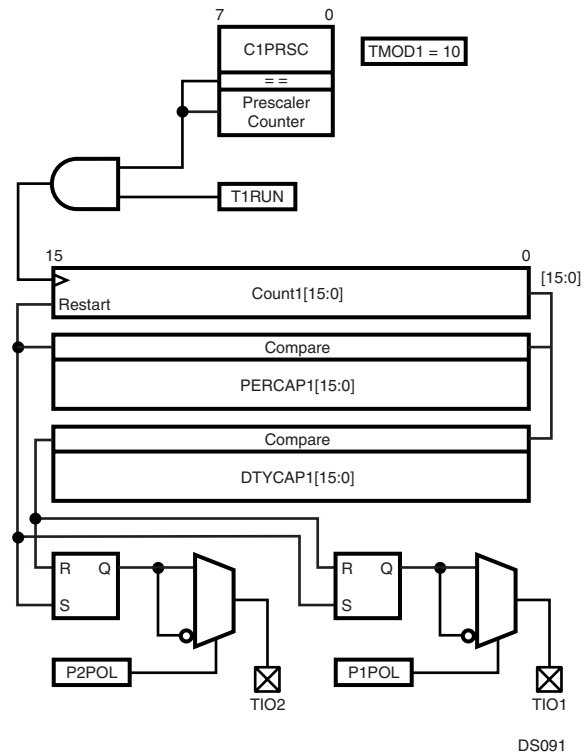 7 0
C1PRSC
TMOD1 = 10
= =
Prescaler
Counter
T1RUN
15 0
[15:0]
Count1[15:0]
Restart
Compare
PERCAP1[15:0]
Compare
DTYCAP1[15:0]
R Q
S
R Q
S
P2POL
P1POL
TIO2
TIO1
DS091